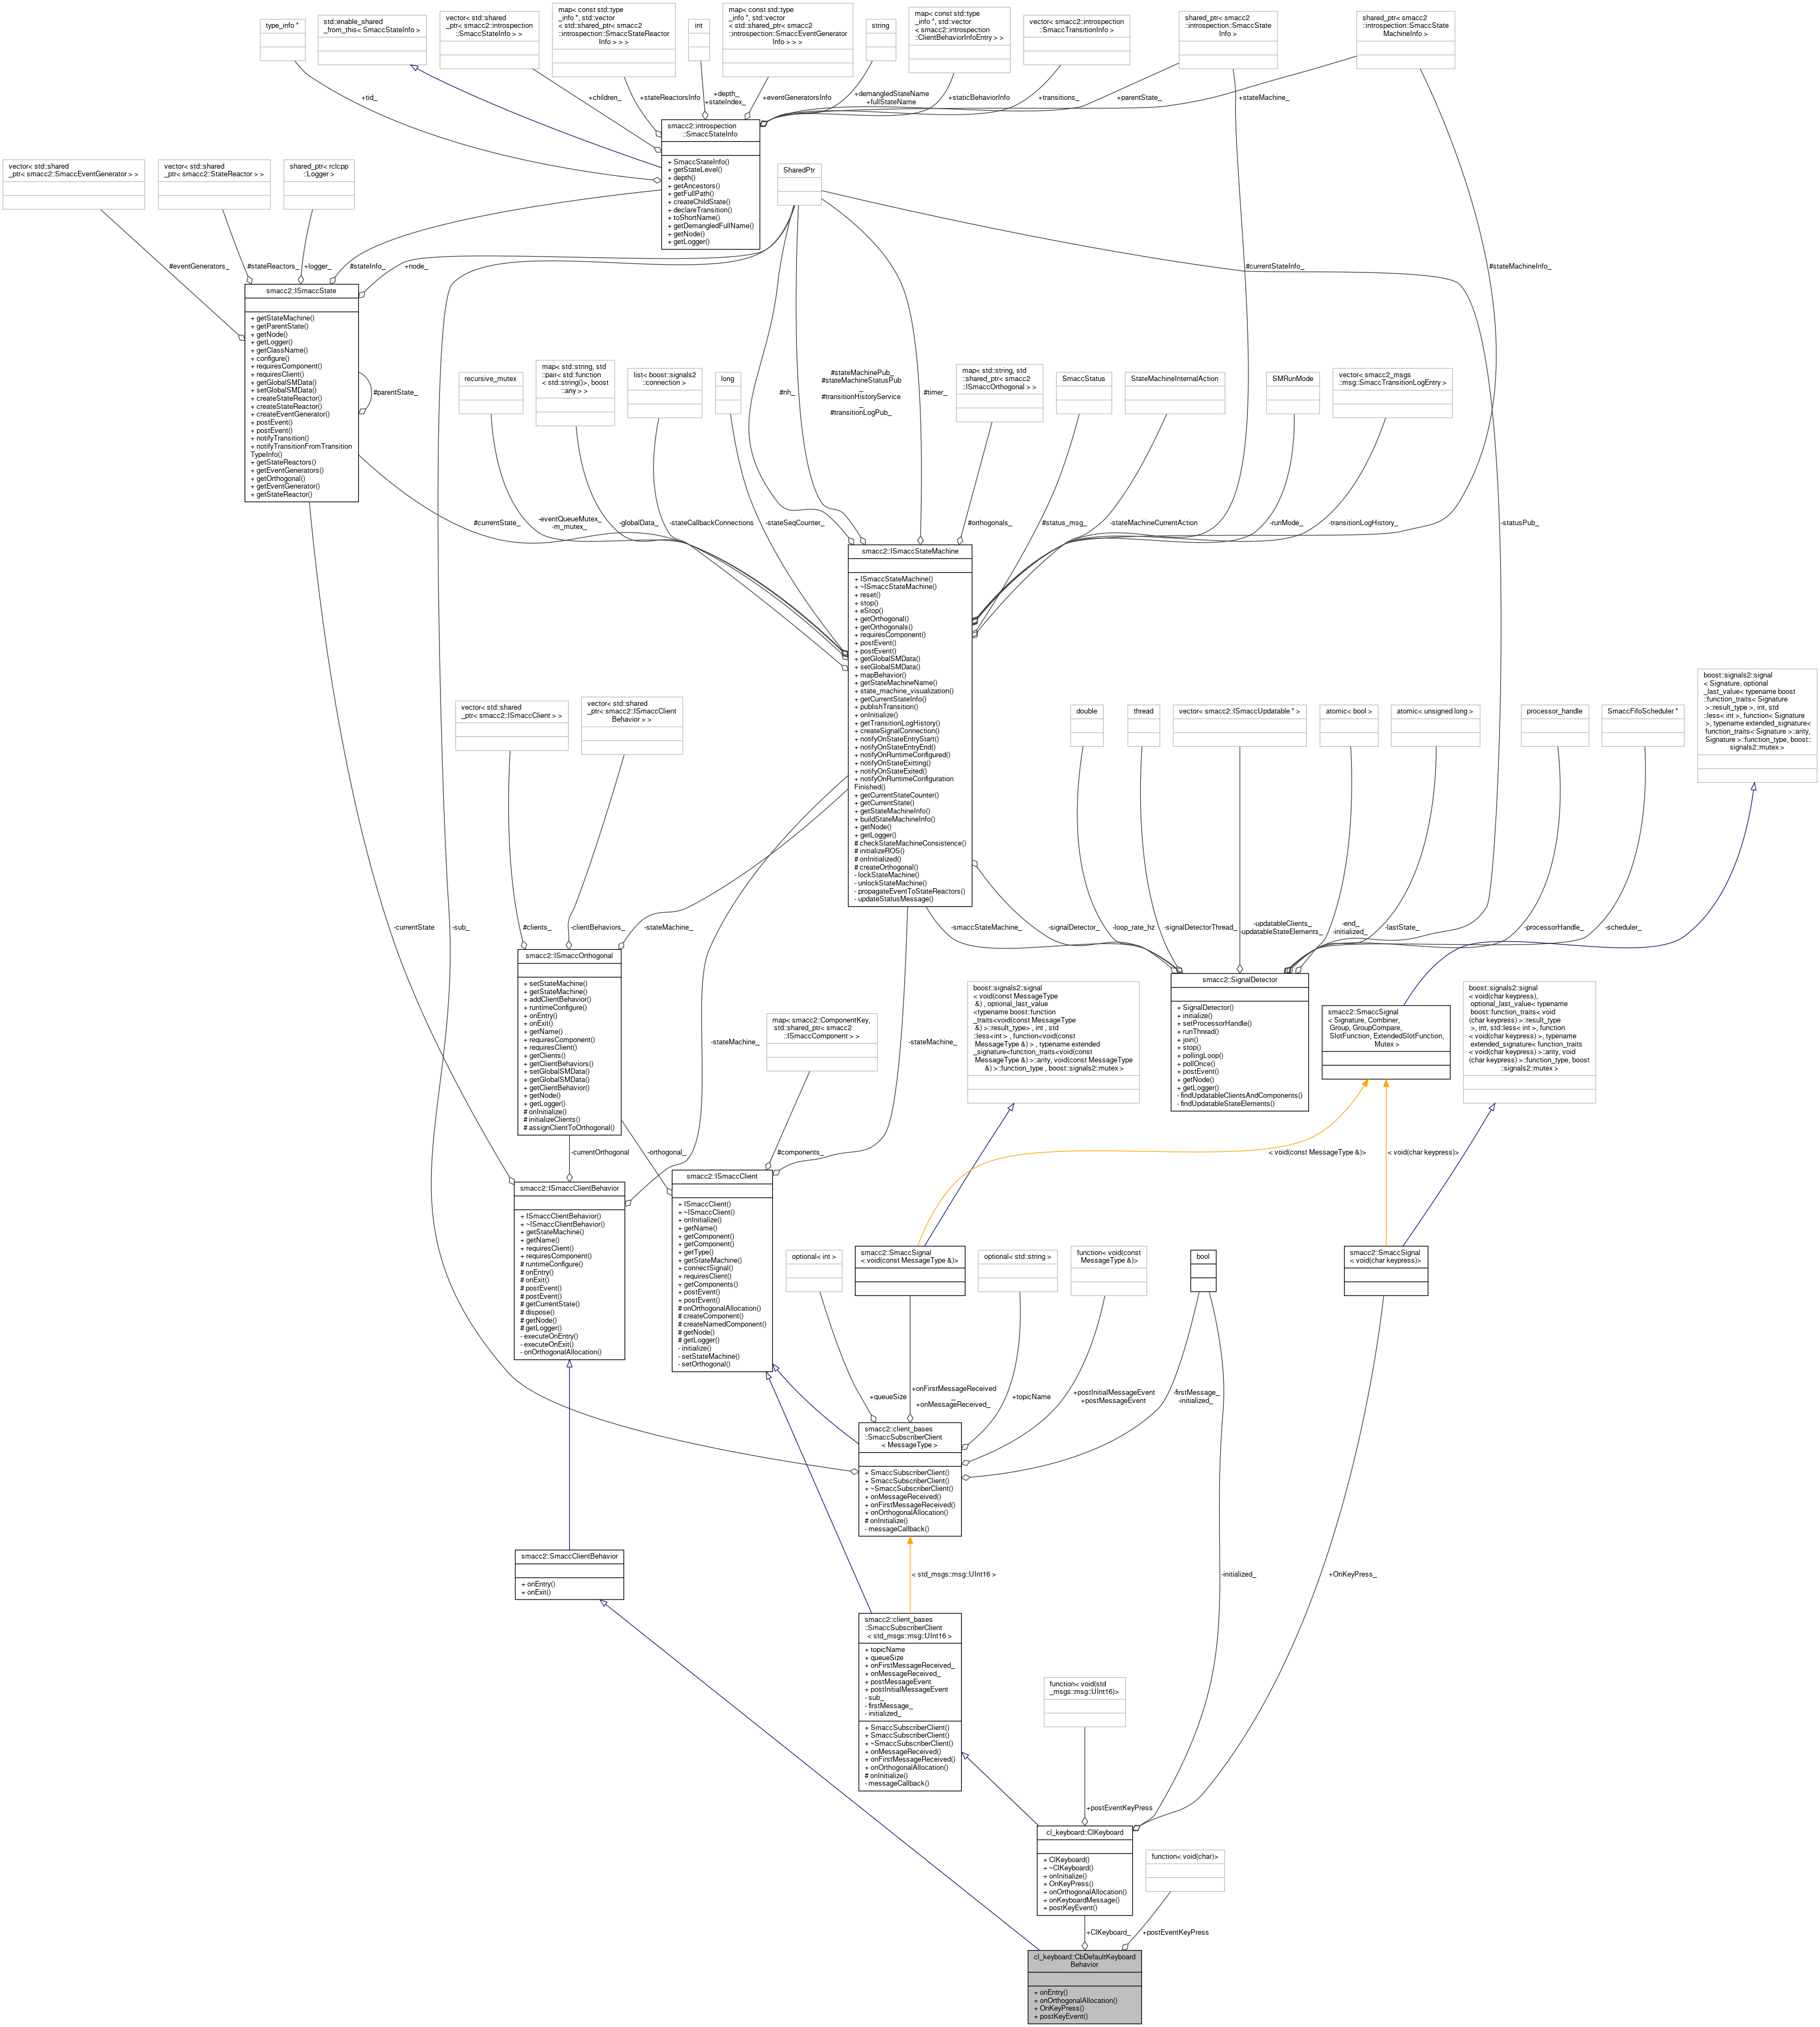 type_info *
std::enable_shared
_from_this< SmaccStateInfo >
vector< std::shared
_ptr< smacc2::introspection
::SmaccStateInfo > >
map< const std::type
_info *, std::vector
< std::shared_ptr< smacc2
::introspection::SmaccStateReactor
Info > > >
int
map< const std::type
_info *, std::vector
< std::shared_ptr< smacc2
::introspection::SmaccEventGenerator
Info > > >
string
map< const std::type
_info *, std::vector
< smacc2::introspection
::ClientBehaviorInfoEntry > >
vector< smacc2::introspection
::SmaccTransitionInfo >
shared_ptr< smacc2
::introspection::SmaccState
Info >
shared_ptr< smacc2
::introspection::SmaccState
MachineInfo >
+tid_
+children_
+stateReactorsInfo
+depth_
+stateIndex_
+eventGeneratorsInfo
+demangledStateName
+fullStateName
+staticBehaviorInfo
+transitions_
+parentState_
+stateMachine_
smacc2::introspection
::SmaccStateInfo
+ SmaccStateInfo()
+ getStateLevel()
+ depth()
+ getAncestors()
+ getFullPath()
+ createChildState()
+ declareTransition()
+ toShortName()
+ getDemangledFullName()
+ getNode()
+ getLogger()
vector< std::shared
_ptr< smacc2::SmaccEventGenerator > >
vector< std::shared
_ptr< smacc2::StateReactor > >
shared_ptr< rclcpp
::Logger >
SharedPtr
#eventGenerators_
#stateReactors_
+logger_
#stateInfo_
+node_
#currentStateInfo_
#stateMachineInfo_
smacc2::ISmaccState
+ getStateMachine()
+ getParentState()
+ getNode()
+ getLogger()
+ getClassName()
+ configure()
+ requiresComponent()
+ requiresClient()
+ getGlobalSMData()
+ setGlobalSMData()
+ createStateReactor()
+ createStateReactor()
+ createEventGenerator()
+ postEvent()
+ postEvent()
+ notifyTransition()
+ notifyTransitionFromTransition
TypeInfo()
+ getStateReactors()
+ getEventGenerators()
+ getOrthogonal()
+ getEventGenerator()
+ getStateReactor()
#parentState_
recursive_mutex
map< std::string, std
::pair< std::function
< std::string()>, boost
::any > >
list< boost::signals2
::connection >
long
#nh_
#stateMachinePub_
#stateMachineStatusPub
_
#transitionHistoryService
_
#transitionLogPub_
#timer_
map< std::string, std
::shared_ptr< smacc2
::ISmaccOrthogonal > >
SmaccStatus
StateMachineInternalAction
SMRunMode
vector< smacc2_msgs
::msg::SmaccTransitionLogEntry >
#currentState_
-eventQueueMutex_
-m_mutex_
-globalData_
-stateCallbackConnections
-stateSeqCounter_
#orthogonals_
#status_msg_
-stateMachineCurrentAction
-runMode_
-transitionLogHistory_
-statusPub_
smacc2::ISmaccStateMachine
+ ISmaccStateMachine()
+ ~ISmaccStateMachine()
+ reset()
+ stop()
+ eStop()
+ getOrthogonal()
+ getOrthogonals()
+ requiresComponent()
+ postEvent()
+ postEvent()
+ getGlobalSMData()
+ setGlobalSMData()
+ mapBehavior()
+ getStateMachineName()
+ state_machine_visualization()
+ getCurrentStateInfo()
+ publishTransition()
+ onInitialize()
+ getTransitionLogHistory()
+ createSignalConnection()
+ notifyOnStateEntryStart()
+ notifyOnStateEntryEnd()
+ notifyOnRuntimeConfigured()
+ notifyOnStateExitting()
+ notifyOnStateExited()
+ notifyOnRuntimeConfiguration
Finished()
+ getCurrentStateCounter()
+ getCurrentState()
+ getStateMachineInfo()
+ buildStateMachineInfo()
+ getNode()
+ getLogger()
# checkStateMachineConsistence()
# initializeROS()
# onInitialized()
# createOrthogonal()
- lockStateMachine()
- unlockStateMachine()
- propagateEventToStateReactors()
- updateStatusMessage()
vector< std::shared
_ptr< smacc2::ISmaccClient > >
vector< std::shared
_ptr< smacc2::ISmaccClient
Behavior > >
double
thread
vector< smacc2::ISmaccUpdatable * >
atomic< bool >
atomic< unsigned long >
processor_handle
SmaccFifoScheduler *
boost::signals2::signal
< Signature, optional
_last_value< typename boost
::function_traits< Signature
>::result_type >, int, std
::less< int >, function< Signature
>, typename extended_signature<
function_traits< Signature >::arity,
Signature >::function_type, boost::
signals2::mutex >
-currentState
-sub_
#clients_
-clientBehaviors_
-stateMachine_
-smaccStateMachine_
-signalDetector_
-loop_rate_hz
-signalDetectorThread_
-updatableClients_
-updatableStateElements_
-end_
-initialized_
-lastState_
-processorHandle_
-scheduler_
smacc2::ISmaccOrthogonal
+ setStateMachine()
+ getStateMachine()
+ addClientBehavior()
+ runtimeConfigure()
+ onEntry()
+ onExit()
+ getName()
+ requiresComponent()
+ requiresClient()
+ getClients()
+ getClientBehaviors()
+ setGlobalSMData()
+ getGlobalSMData()
+ getClientBehavior()
+ getNode()
+ getLogger()
# onInitialize()
# initializeClients()
# assignClientToOrthogonal()
-stateMachine_
map< smacc2::ComponentKey,
std::shared_ptr< smacc2
::ISmaccComponent > >
-stateMachine_
boost::signals2::signal
< void(const MessageType
&) , optional_last_value
<typename boost::function
_traits<void(const MessageType
&) >::result_type> , int , std
::less<int > , function<void(const
MessageType &) > , typename extended
_signature<function_traits<void(const
MessageType &) >::arity, void(const MessageType
&) >::function_type , boost::signals2::mutex >
smacc2::SignalDetector
+ SignalDetector()
+ initialize()
+ setProcessorHandle()
+ runThread()
+ join()
+ stop()
+ pollingLoop()
+ pollOnce()
+ postEvent()
+ getNode()
+ getLogger()
- findUpdatableClientsAndComponents()
- findUpdatableStateElements()
smacc2::SmaccSignal
< Signature, Combiner,
Group, GroupCompare,
SlotFunction, ExtendedSlotFunction,
Mutex >
boost::signals2::signal
< void(char keypress),
optional_last_value< typename
boost::function_traits< void
(char keypress) >::result_type
>, int, std::less< int >, function
< void(char keypress) >, typename
extended_signature< function_traits
< void(char keypress) >::arity, void
(char keypress) >::function_type, boost
::signals2::mutex >
-currentOrthogonal
-orthogonal_
#components_
< void(const MessageType &)>
< void(char keypress)>
smacc2::ISmaccClientBehavior
+ ISmaccClientBehavior()
+ ~ISmaccClientBehavior()
+ getStateMachine()
+ getName()
+ requiresClient()
+ requiresComponent()
# runtimeConfigure()
# onEntry()
# onExit()
# postEvent()
# postEvent()
# getCurrentState()
# dispose()
# getNode()
# getLogger()
- executeOnEntry()
- executeOnExit()
- onOrthogonalAllocation()
smacc2::ISmaccClient
+ ISmaccClient()
+ ~ISmaccClient()
+ onInitialize()
+ getName()
+ getComponent()
+ getComponent()
+ getType()
+ getStateMachine()
+ connectSignal()
+ requiresClient()
+ getComponents()
+ postEvent()
+ postEvent()
# onOrthogonalAllocation()
# createComponent()
# createNamedComponent()
# getNode()
# getLogger()
- initialize()
- setStateMachine()
- setOrthogonal()
optional< int >
smacc2::SmaccSignal
< void(const MessageType &)>
optional< std::string >
function< void(const
MessageType &)>
bool
smacc2::SmaccSignal
< void(char keypress)>
+queueSize
+onFirstMessageReceived
_
+onMessageReceived_
+topicName
+postInitialMessageEvent
+postMessageEvent
-firstMessage_
-initialized_
smacc2::client_bases
::SmaccSubscriberClient
< MessageType >
+ SmaccSubscriberClient()
+ SmaccSubscriberClient()
+ ~SmaccSubscriberClient()
+ onMessageReceived()
+ onFirstMessageReceived()
+ onOrthogonalAllocation()
# onInitialize()
- messageCallback()
smacc2::SmaccClientBehavior
+ onEntry()
+ onExit()
< std_msgs::msg::UInt16 >
-initialized_
+OnKeyPress_
smacc2::client_bases
::SmaccSubscriberClient
< std_msgs::msg::UInt16 >
+ topicName
+ queueSize
+ onFirstMessageReceived_
+ onMessageReceived_
+ postMessageEvent
+ postInitialMessageEvent
- sub_
- firstMessage_
- initialized_
+ SmaccSubscriberClient()
+ SmaccSubscriberClient()
+ ~SmaccSubscriberClient()
+ onMessageReceived()
+ onFirstMessageReceived()
+ onOrthogonalAllocation()
# onInitialize()
- messageCallback()
function< void(std
_msgs::msg::UInt16)>
+postEventKeyPress
cl_keyboard::ClKeyboard
+ ClKeyboard()
+ ~ClKeyboard()
+ onInitialize()
+ OnKeyPress()
+ onOrthogonalAllocation()
+ onKeyboardMessage()
+ postKeyEvent()
function< void(char)>
+ClKeyboard_
+postEventKeyPress
cl_keyboard::CbDefaultKeyboard
Behavior
+ onEntry()
+ onOrthogonalAllocation()
+ OnKeyPress()
+ postKeyEvent()